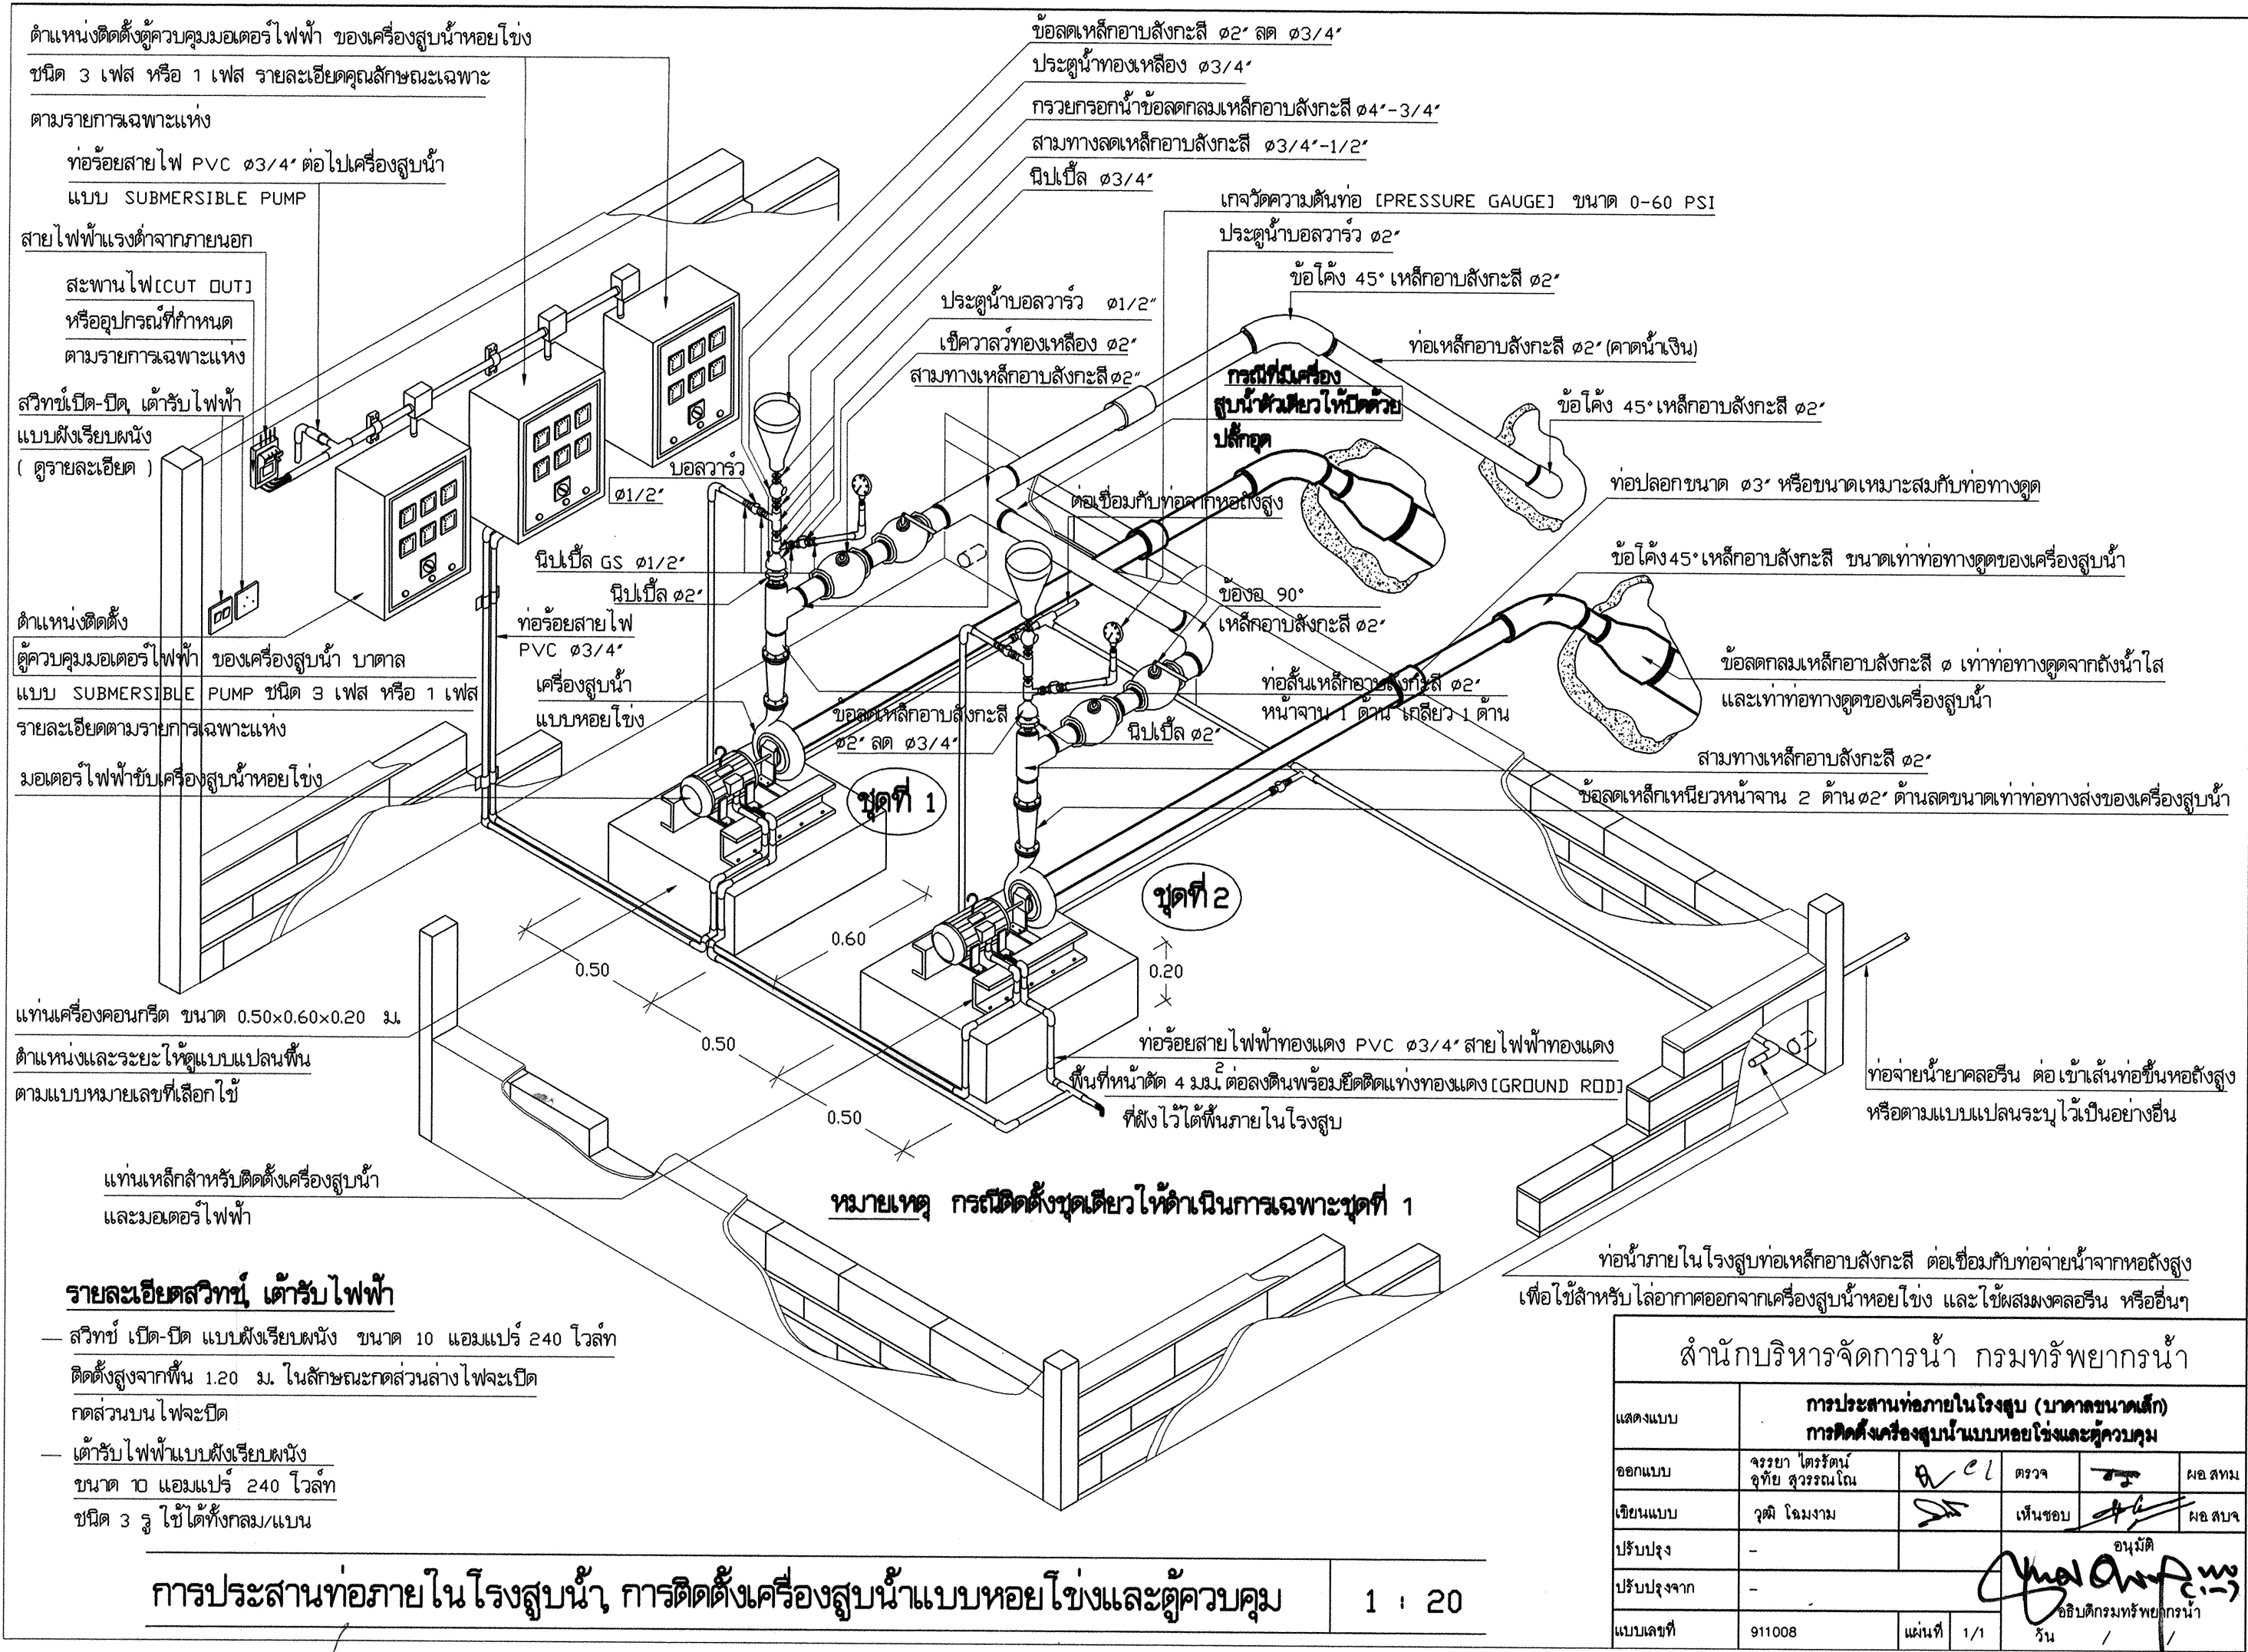 ตำแหน่งติดตั้งตู้ควบคุมมอเตอร์ไฟฟ้า ของเครื่องสูบน้ำหอยโข่ง
ชนิด 3 เฟส หรือ 1 เฟส รายละเอียดคุณลักษณะเฉพาะ
ตามรายการเฉพาะแห่ง
ท่อร้อยสายไฟ PVC ø3/4" ต่อไปเครื่องสูบน้ำ
แบบ SUBMERSIBLE PUMP
สายไฟฟ้าแรงต่ำจากภายนอก
สะพานไฟ[CUT OUT]
หรืออุปกรณ์ที่กำหนด
ตามรายการเฉพาะแห่ง
สวิทช์เปิด-ปิด, เต้ารับไฟฟ้า
แบบฝังเรียบผนัง
( ดูรายละเอียด )
ข้อลดเหล็กอาบสังกะสี ø2" ลด ø3/4"
ประตูน้ำทองเหลือง ø3/4"
กรวยกรอกน้ำข้อลดกลมเหล็กอาบสังกะสี ø4"-3/4"
สามทางลดเหล็กอาบสังกะสี ø3/4"-1/2"
นิปเปิ้ล ø3/4"
เกจวัดความดันท่อ [PRESSURE GAUGE] ขนาด 0-60 PSI
ประตูน้ำบอลวาร์ว ø2"
ข้อโค้ง 45° เหล็กอาบสังกะสี ø2"
ประตูน้ำบอลวาร์ว ø1/2"
เช็ควาลว์ทองเหลือง ø2"
สามทางเหล็กอาบสังกะสี ø2"
ท่อเหล็กอาบสังกะสี ø2" (คาดน้ำเงิน)
กรณีที่มีเครื่อง
สูบน้ำตัวเดียวให้ปิดด้วย
ปลั๊กอุด
ข้อโค้ง 45° เหล็กอาบสังกะสี ø2"
บอลวาร์ว
ø1/2"
ต่อเชื่อมกับท่อจากหอถังสูง
ท่อปลอกขนาด ø3" หรือขนาดเหมาะสมกับท่อทางดูด
นิปเปิ้ล GS ø1/2"
นิปเปิ้ล ø2"
ข้อโค้ง 45° เหล็กอาบสังกะสี ขนาดเท่าท่อทางดูดของเครื่องสูบน้ำ
ท่อร้อยสายไฟ
PVC ø3/4"
ข้องอ 90°
เหล็กอาบสังกะสี ø2"
ตำแหน่งติดตั้ง
ตู้ควบคุมมอเตอร์ไฟฟ้า ของเครื่องสูบน้ำ บาดาล
แบบ SUBMERSIBLE PUMP ชนิด 3 เฟส หรือ 1 เฟส
รายละเอียดตามรายการเฉพาะแห่ง
เครื่องสูบน้ำ
แบบหอยโข่ง
ข้อลดเหล็กอาบสังกะสี
ø2" ลด ø3/4"
ท่อสั้นเหล็กอาบสังกะสี ø2"
หน้าจาน 1 ด้าน เกลียว 1 ด้าน
นิปเปิ้ล ø2"
ข้อลดกลมเหล็กอาบสังกะสี ø เท่าท่อทางดูดจากถังน้ำใส
และเท่าท่อทางดูดของเครื่องสูบน้ำ
มอเตอร์ไฟฟ้าขับเครื่องสูบน้ำหอยโข่ง
สามทางเหล็กอาบสังกะสี ø2"
ข้อลดเหล็กเหนียวหน้าจาน 2 ด้าน ø2" ด้านลดขนาดเท่าท่อทางส่งของเครื่องสูบน้ำ
ชุดที่ 1
ชุดที่ 2
0.60
0.50
0.20
0.50
0.50
แท่นเครื่องคอนกรีต ขนาด 0.50x0.60x0.20 ม.
ตำแหน่งและระยะให้ดูแบบแปลนพื้น
ตามแบบหมายเลขที่เลือกใช้
ท่อร้อยสายไฟฟ้าทองแดง PVC ø3/4" สายไฟฟ้าทองแดง
พื้นที่หน้าตัด 4 มม.² ต่อลงดินพร้อมยึดติดแท่งทองแดง [GROUND ROD]
ที่ฝังไว้ใต้พื้นภายในโรงสูบ
ท่อจ่ายน้ำยาคลอรีน ต่อเข้าเส้นท่อขึ้นหอถังสูง
หรือตามแบบแปลนระบุไว้เป็นอย่างอื่น
แท่นเหล็กสำหรับติดตั้งเครื่องสูบน้ำ
และมอเตอร์ไฟฟ้า
หมายเหตุ กรณีติดตั้งชุดเดียวให้ดำเนินการเฉพาะชุดที่ 1
ท่อน้ำภายในโรงสูบท่อเหล็กอาบสังกะสี ต่อเชื่อมกับท่อจ่ายน้ำจากหอถังสูง
เพื่อใช้สำหรับไล่อากาศออกจากเครื่องสูบน้ำหอยโข่ง และใช้ผสมผงคลอรีน หรืออื่นๆ
รายละเอียดสวิทช์, เต้ารับไฟฟ้า
— สวิทช์ เปิด-ปิด แบบฝังเรียบผนัง ขนาด 10 แอมแปร์ 240 โวล์ท
ติดตั้งสูงจากพื้น 1.20 ม. ในลักษณะกดส่วนล่างไฟจะเปิด
กดส่วนบนไฟจะปิด
— เต้ารับไฟฟ้าแบบฝังเรียบผนัง
ขนาด 10 แอมแปร์ 240 โวล์ท
ชนิด 3 รู ใช้ได้ทั้งกลม/แบน
การประสานท่อภายในโรงสูบน้ำ, การติดตั้งเครื่องสูบน้ำแบบหอยโข่งและตู้ควบคุม 1 : 20
สำนักบริหารจัดการน้ำ กรมทรัพยากรน้ำ
แสดงแบบ การประสานท่อภายในโรงสูบ (บาดาลขนาดเล็ก)
การติดตั้งเครื่องสูบน้ำแบบหอยโข่งและตู้ควบคุม
ออกแบบ จรรยา ไตรรัตน์
อุทัย สุวรรณโณ ตรวจ ผอ.สทม
เขียนแบบ วุฒิ โฉมงาม เห็นชอบ ผอ.สบจ
ปรับปรุง - อนุมัติ
ปรับปรุงจาก -
อธิบดีกรมทรัพยากรน้ำ
แบบเลขที่ 911008 แผ่นที่ 1/1 วัน / /